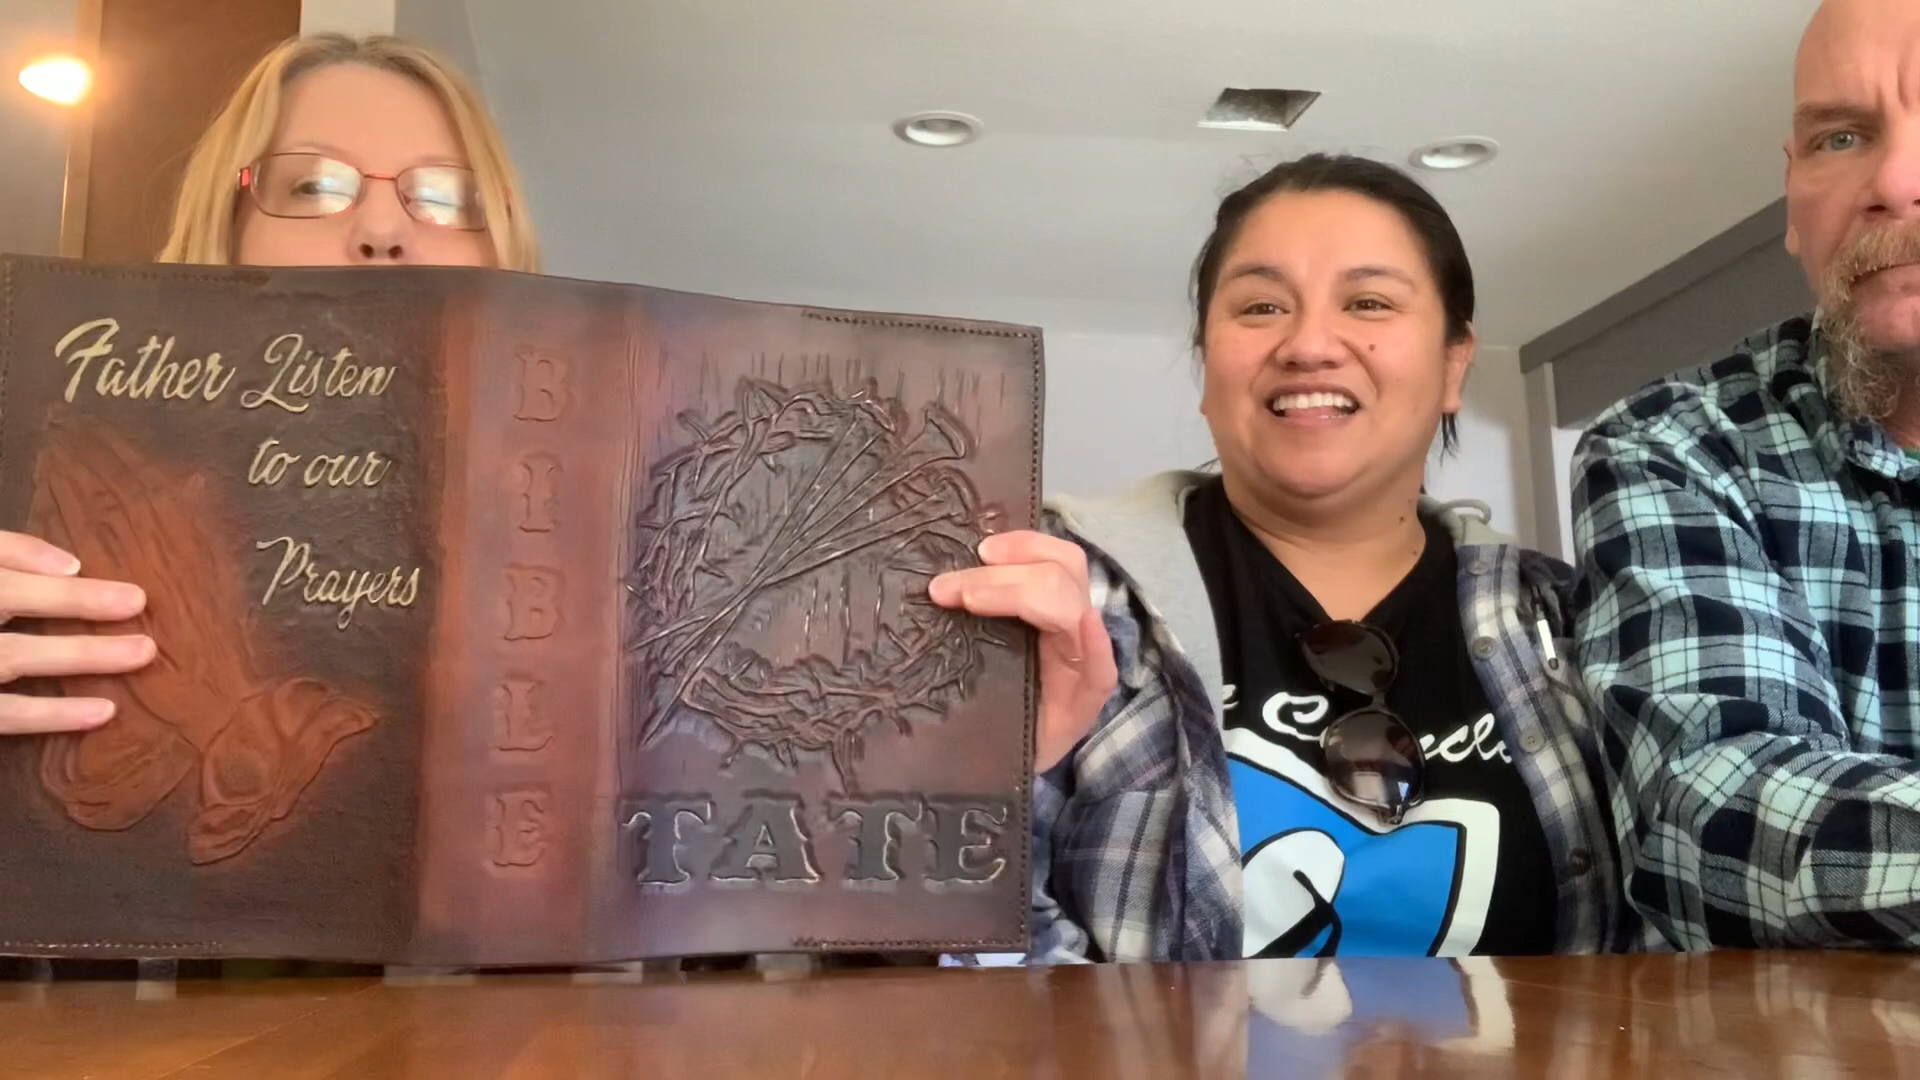 Father Listen
to our
Prayers
BIBLE
TATE